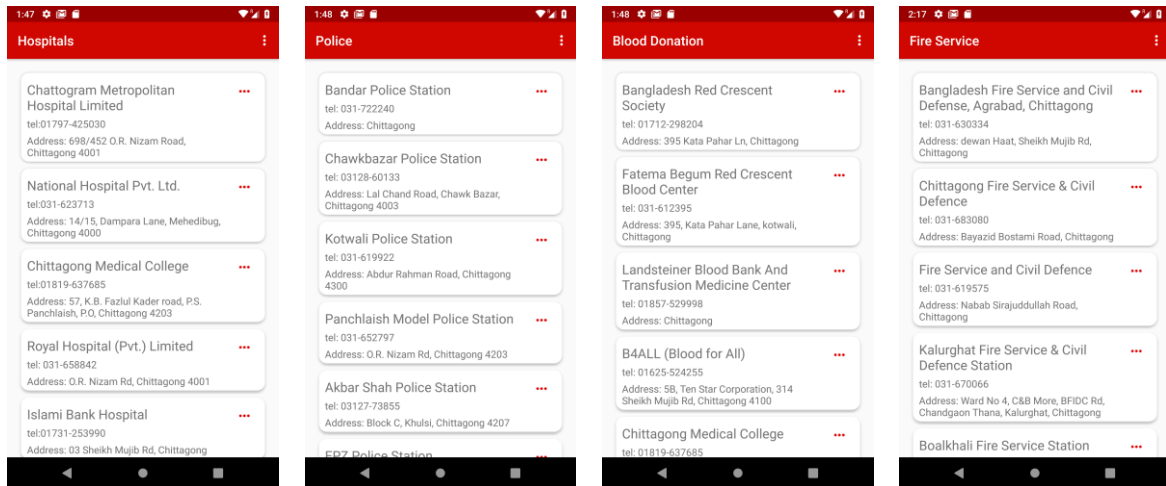 1:47
Hospitals
Chattogram Metropolitan
Hospital Limited
tel:01797-425030
Address: 698/452 O.R. Nizam Road,
Chittagong 4001
National Hospital Pvt. Ltd.
tel:031-623713
Address: 14/15, Dampara Lane, Mehedibug,
Chittagong 4000
Chittagong Medical College
tel:01819-637685
Address: 57, K.B. Fazlul Kader road, P.S.
Panchlaish, P.O, Chittagong 4203
Royal Hospital (Pvt.) Limited
tel: 031-658842
Address: O.R. Nizam Rd, Chittagong 4001
Islami Bank Hospital
tel:01731-253990
Address: 03 Sheikh Mujib Rd, Chittagong
1:48
Police
Bandar Police Station
tel: 031-722240
Address: Chittagong
Chawkbazar Police Station
tel: 03128-60133
Address: Lal Chand Road, Chawk Bazar,
Chittagong 4003
Kotwali Police Station
tel: 031-619922
Address: Abdur Rahman Road, Chittagong
4300
Panchlaish Model Police Station
tel: 031-652797
Address: O.R. Nizam Rd, Chittagong 4203
Akbar Shah Police Station
tel: 03127-73855
Address: Block C, Khulsi, Chittagong 4207
EPZ Police Station
1:48
Blood Donation
Bangladesh Red Crescent
Society
tel: 01712-298204
Address: 395 Kata Pahar Ln, Chittagong
Fatema Begum Red Crescent
Blood Center
tel: 031-612395
Address: 395, Kata Pahar Lane, kotwali,
Chittagong
Landsteiner Blood Bank And
Transfusion Medicine Center
tel: 01857-529998
Address: Chittagong
B4ALL (Blood for All)
tel: 01625-524255
Address: 5B, Ten Star Corporation, 314
Sheikh Mujib Rd, Chittagong 4100
Chittagong Medical College
tel: 01819-637685
2:17
Fire Service
Bangladesh Fire Service and Civil
Defense, Agrabad, Chittagong
tel: 031-630334
Address: dewan Haat, Sheikh Mujib Rd,
Chittagong
Chittagong Fire Service & Civil
Defence
tel: 031-683080
Address: Bayazid Bostami Road, Chittagong
Fire Service and Civil Defence
tel: 031-619575
Address: Nabab Sirajuddullah Road,
Chittagong
Kalurghat Fire Service & Civil
Defence Station
tel: 031-670066
Address: Ward No 4, C&B More, BFIDC Rd,
Chandgaon Thana, Kalurghat, Chittagong
Boalkhali Fire Service Station